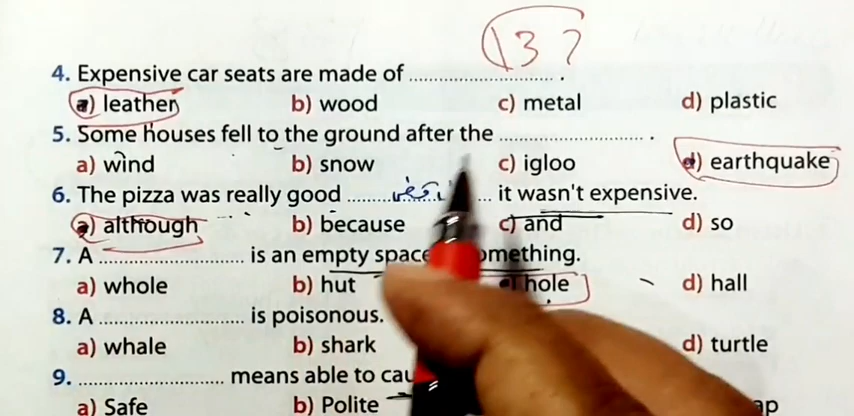 137
4. Expensive car seats are made of .............................. .
a) leather b) wood c) metal d) plastic
5. Some houses fell to the ground after the .............................. .
a) wind b) snow c) igloo d) earthquake
6. The pizza was really good .............................. it wasn't expensive.
a) although b) because c) and d) so
7. A .............................. is an empty space something.
a) whole b) hut hole d) hall
8. A .............................. is poisonous.
a) whale b) shark d) turtle
9. .............................. means able to
a) Safe b) Polite